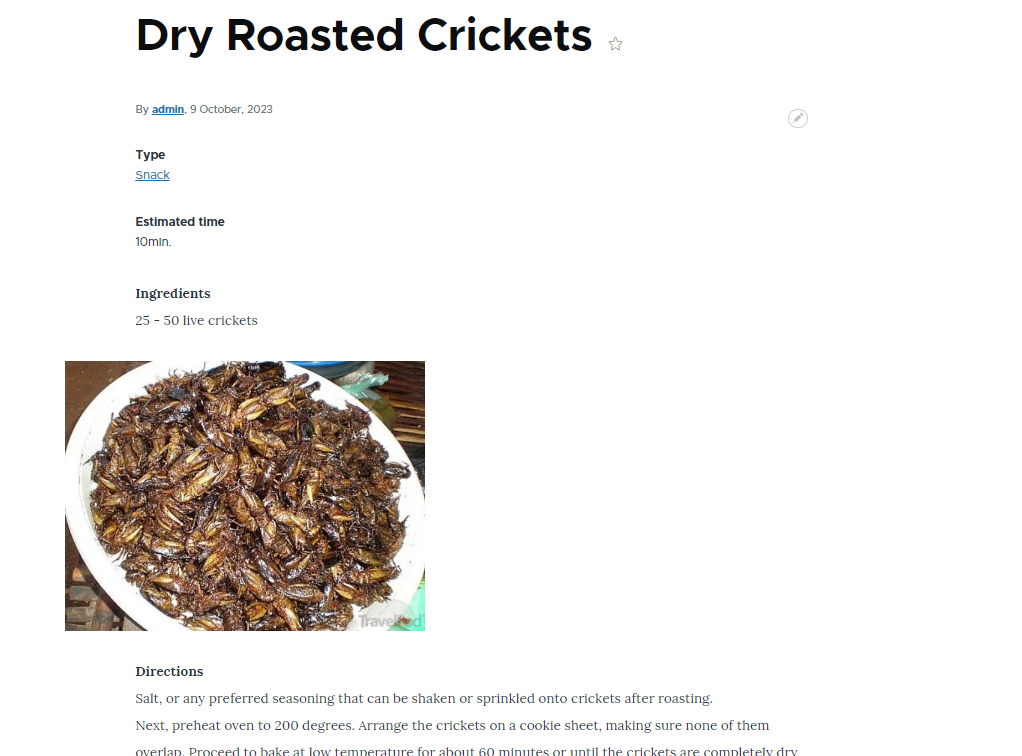 Dry Roasted Crickets
By admin, 9 October, 2023
Type
Snack
Estimated time
10min.
Ingredients
25 - 50 live crickets
Directions
Salt, or any preferred seasoning that can be shaken or sprinkled onto crickets after roasting.
Next, preheat oven to 200 degrees. Arrange the crickets on a cookie sheet, making sure none of them
overlap. Proceed to bake at low temperature for about 60 minutes or until the crickets are completely dry